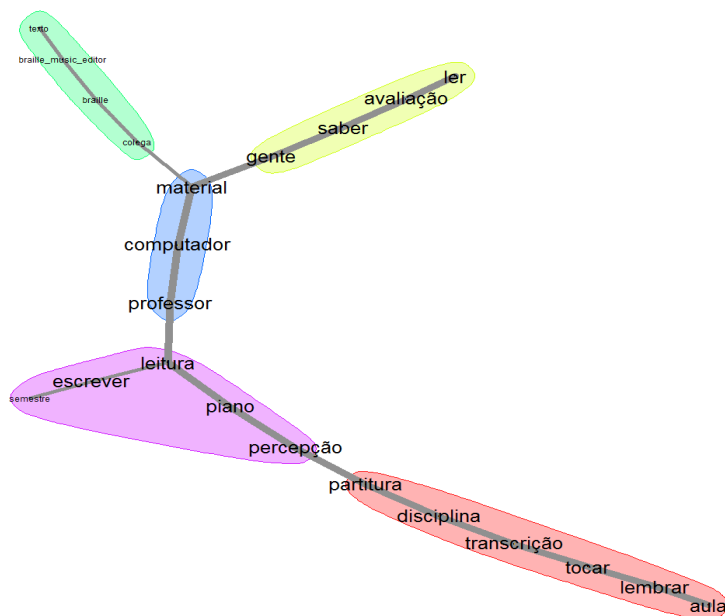 texto
braille_music_editor
ler
avaliação
braille
saber
colega
gente
material
computador
professor
leitura
escrever
semestre
piano
percepção
partitura
disciplina
transcrição
tocar
lembrar
aula